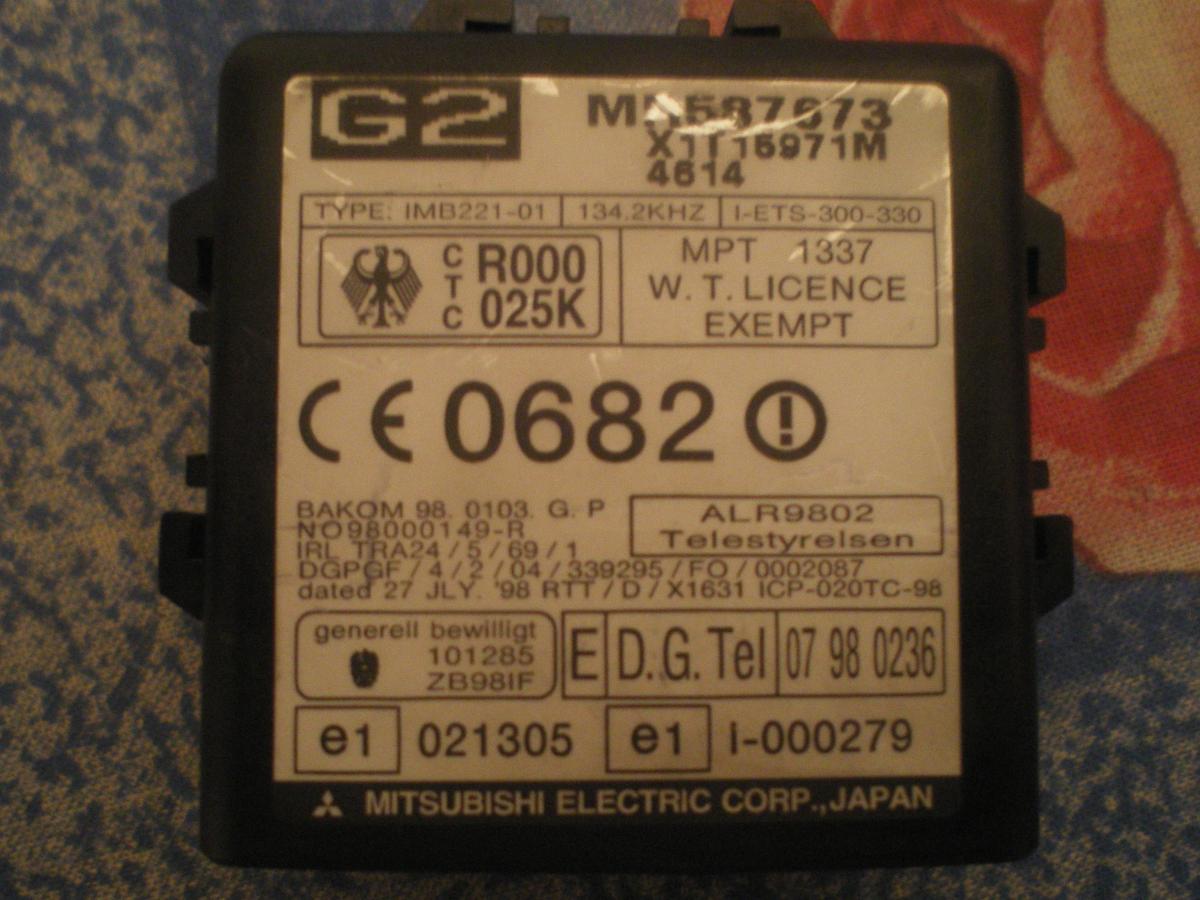 G2
MN587673
X1T16971M
4614
TYPE: IMB221-01 134.2KHZ I-ETS-300-330
CTC R000 025K
MPT 1337
W. T. LICENCE
EXEMPT
CE 0682
BAKOM 98. 0103. G. P
NO98000149-R
IRL TRA24/5/69/1
ALR9802
Telestyrelsen
DGPGF/4/2/04/339295/FO/0002087
dated 27 JLY. '98 RTT/D/X1631 ICP-020TC-98
generell bewilligt
101285
ZB98IF
E D.G.Tel 07 98 0236
e1 021305 e1 I-000279
MITSUBISHI ELECTRIC CORP.,JAPAN